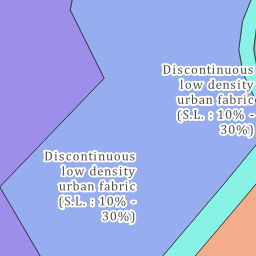 Discontinuous
low density
urban fabric
(S.L. : 10% -
30%)
Discontinuous
low density
urban fabric
(S.L. : 10% -
30%)